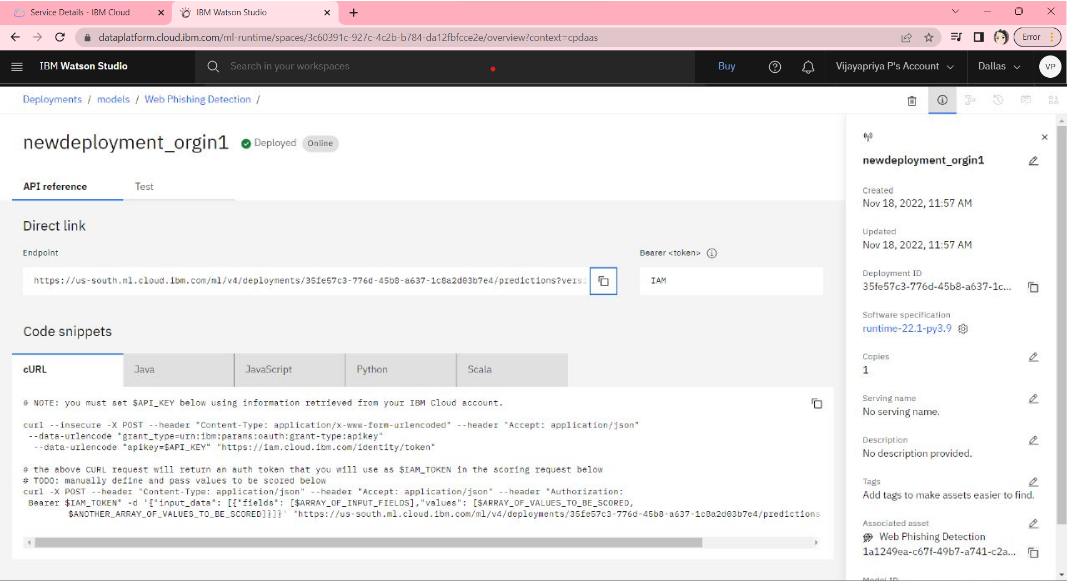 Service Details - IBM Cloud
IBM Watson Studio
dataplatform.cloud.ibm.com/ml-runtime/spaces/3c60391c-927c-4c2b-b784-da12fbfcce2e/overview?context=cpdaas
Error
IBM Watson Studio
Search in your workspaces
Buy
Vijayapriya P's Account
Dallas
VP
Deployments / models / Web Phishing Detection /
newdeployment_orgin1
Deployed
Online
API reference
Test
Direct link
Endpoint
https://us-south.ml.cloud.ibm.com/ml/v4/deployments/35fe57c3-776d-45b8-a637-1c8a2d03b7e4/predictions?vers
Bearer <token>
IAM
Code snippets
cURL
Java
JavaScript
Python
Scala
# NOTE: you must set $API_KEY below using information retrieved from your IBM Cloud account.
curl --insecure -X POST --header "Content-Type: application/x-www-form-urlencoded" --header "Accept: application/json"
--data-urlencode "grant_type=urn:ibm:params:oauth:grant-type:apikey"
--data-urlencode "apikey=$API_KEY" "https://iam.cloud.ibm.com/identity/token"
# the above CURL request will return an auth token that you will use as $IAM_TOKEN in the scoring request below
# TODO: manually define and pass values to be scored below
curl -X POST --header "Content-Type: application/json" --header "Accept: application/json" --header "Authorization:
Bearer $IAM_TOKEN" -d '{"input_data": [{"fields": [$ARRAY_OF_INPUT_FIELDS],"values": [$ARRAY_OF_VALUES_TO_BE_SCORED,
$ANOTHER_ARRAY_OF_VALUES_TO_BE_SCORED]}]}' "https://us-south.ml.cloud.ibm.com/ml/v4/deployments/35fe57c3-776d-45b8-a637-1c8a2d03b7e4/predictions
newdeployment_orgin1
Created
Nov 18, 2022, 11:57 AM
Updated
Nov 18, 2022, 11:57 AM
Deployment ID
35fe57c3-776d-45b8-a637-1c...
Software specification
runtime-22.1-py3.9
Copies
1
Serving name
No serving name.
Description
No description provided.
Tags
Add tags to make assets easier to find.
Associated asset
Web Phishing Detection
1a1249ea-c67f-49b7-a741-c2a...
Model ID